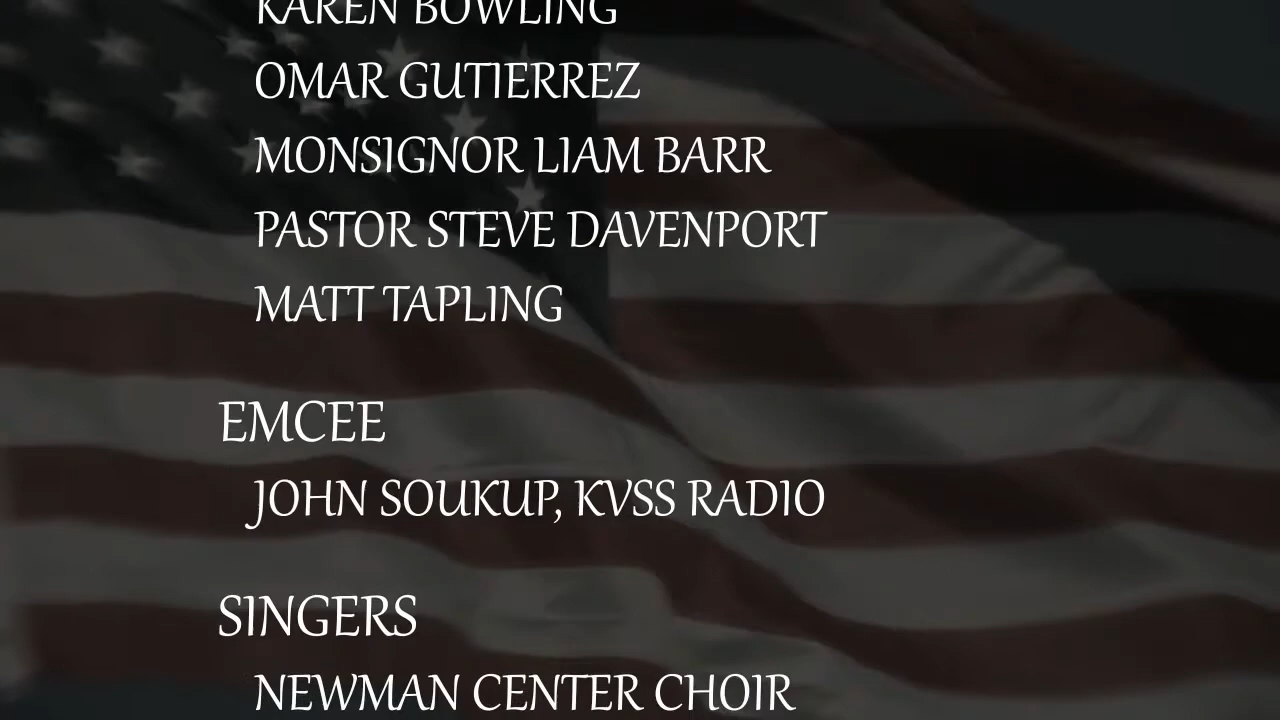 KAREN BOWLING
OMAR GUTIERREZ
MONSIGNOR LIAM BARR
PASTOR STEVE DAVENPORT
MATT TAPLING
EMCEE
JOHN SOUKUP, KVSS RADIO
SINGERS
NEWMAN CENTER CHOIR